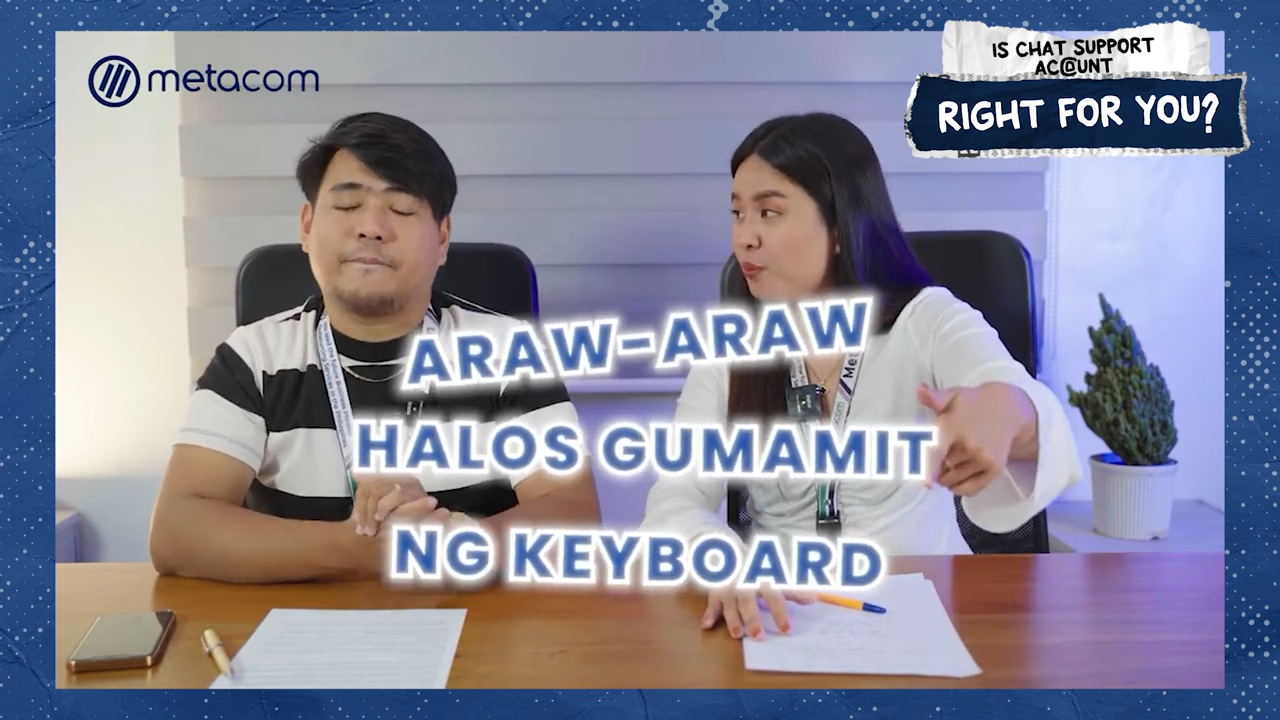 metacom
IS CHAT SUPPORT
AC@UNT
RIGHT FOR YOU?
ARAW-ARAW
HALOS GUMAMIT
NG KEYBOARD